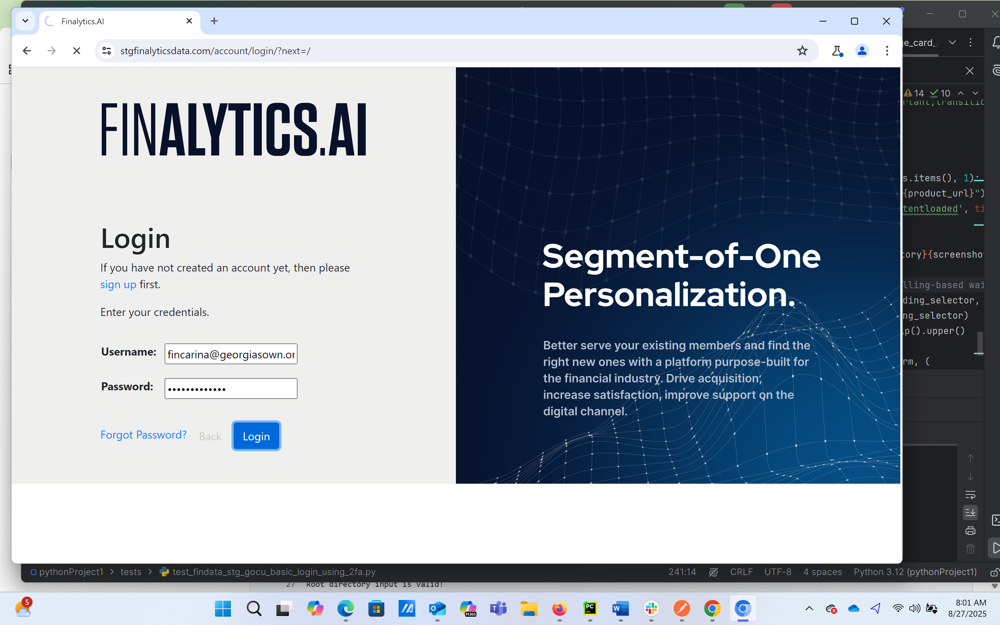 Finalytics.AI
stgfinalyticsdata.com/account/login/?next=/
FINALYTICS.AI
Login
If you have not created an account yet, then please
sign up first.
Enter your credentials.
Username: fincarina@georgiasown.or
Password: •••••••••••••
Forgot Password? Back Login
Segment-of-One
Personalization.
Better serve your existing members and find the
right new ones with a platform purpose-built for
the financial industry. Drive acquisition,
increase satisfaction, improve support on the
digital channel.
e_card_
14 10
rtant;transitio
s.items(), 1):
{product_url}")
tentloaded', ti
tory}{screensho
lling-based wai
ding_selector,
ng_selector)
ip().upper()
rm, (
pythonProject1 > tests > test_findata_stg_gocu_basic_login_using_2fa.py
241:14 CRLF UTF-8 4 spaces Python 3.12 (pythonProject1)
27 Root directory input is valid!
5
M365
PC
W
T
O
8:01 AM
8/27/2025